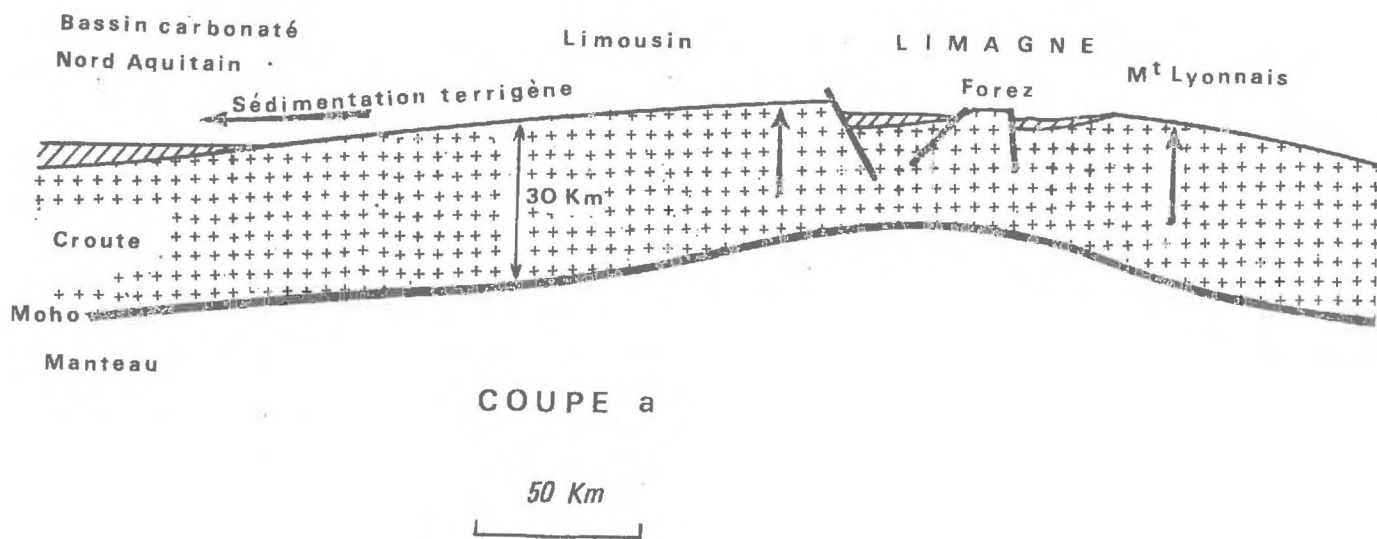 Bassin carbonaté
Nord Aquitain
Limousin
LIMAGNE
Forez
Mt Lyonnais
Sédimentation terrigène
30 Km
Croute
Moho
Manteau
COUPE a
50 Km